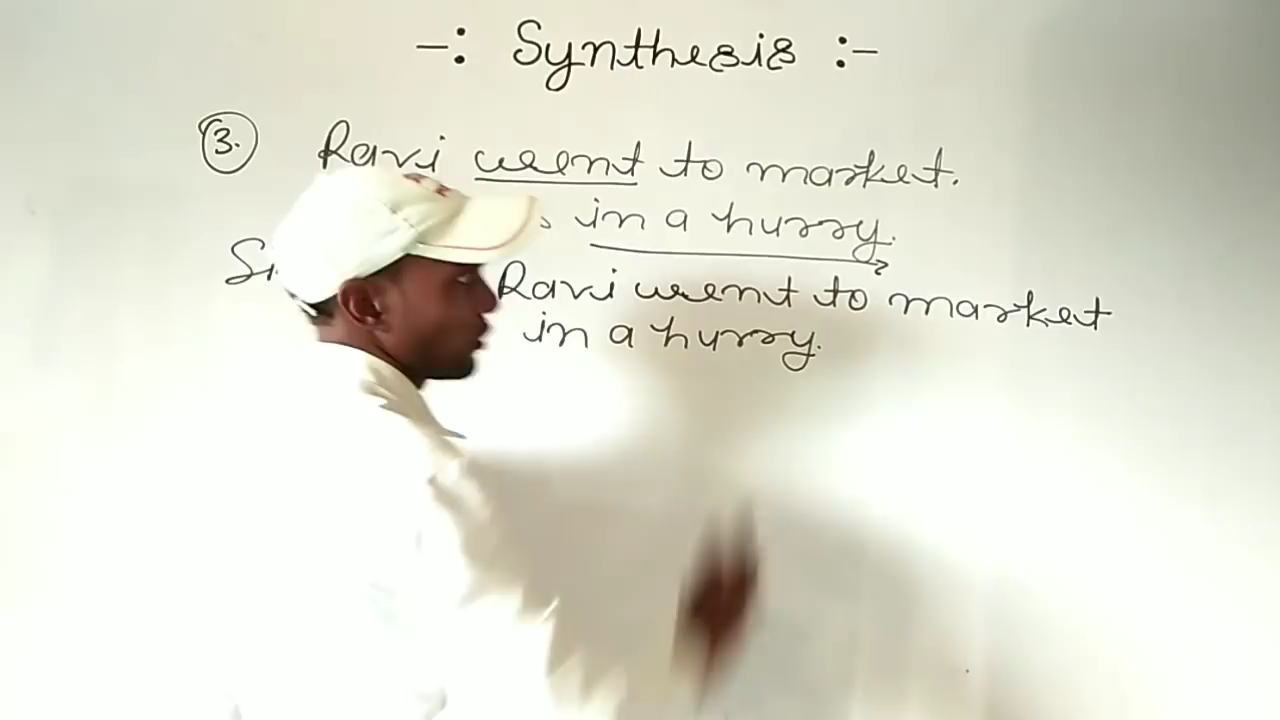 -: Synthesis :-
3. Ravi went to market.
in a hurry.
Ravi went to market
in a hurry.